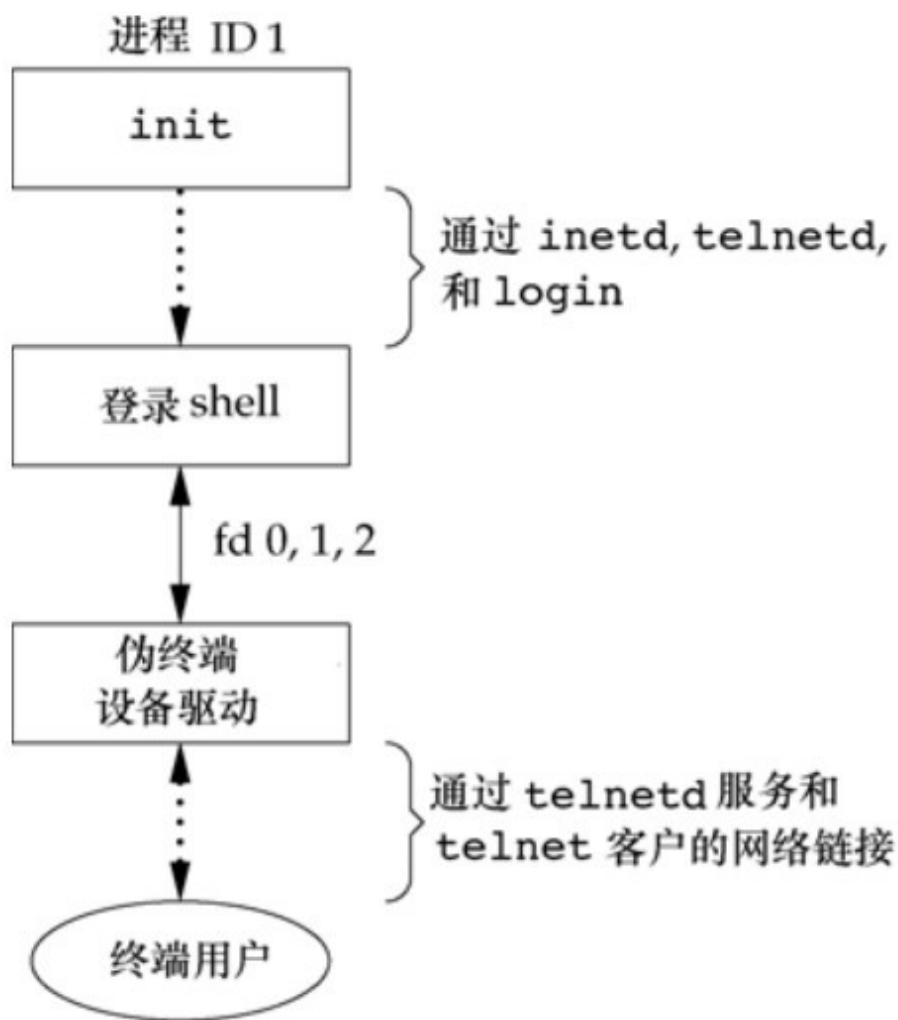 进程 ID 1
init
通过 inetd, telnetd,
和 login
登录 shell
fd 0, 1, 2
伪终端
设备驱动
通过 telnetd 服务和
telnet 客户的网络链接
终端用户